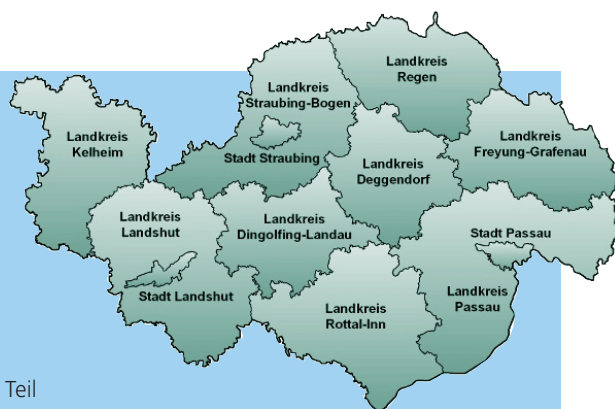 Landkreis
Regen
Landkreis
Straubing-Bogen
Landkreis
Kelheim
Landkreis
Freyung-Grafenau
Stadt Straubing
Landkreis
Deggendorf
Landkreis
Landshut
Landkreis
Dingolfing-Landau
Stadt Passau
Stadt Landshut
Landkreis
Passau
Landkreis
Rottal-Inn
Teil